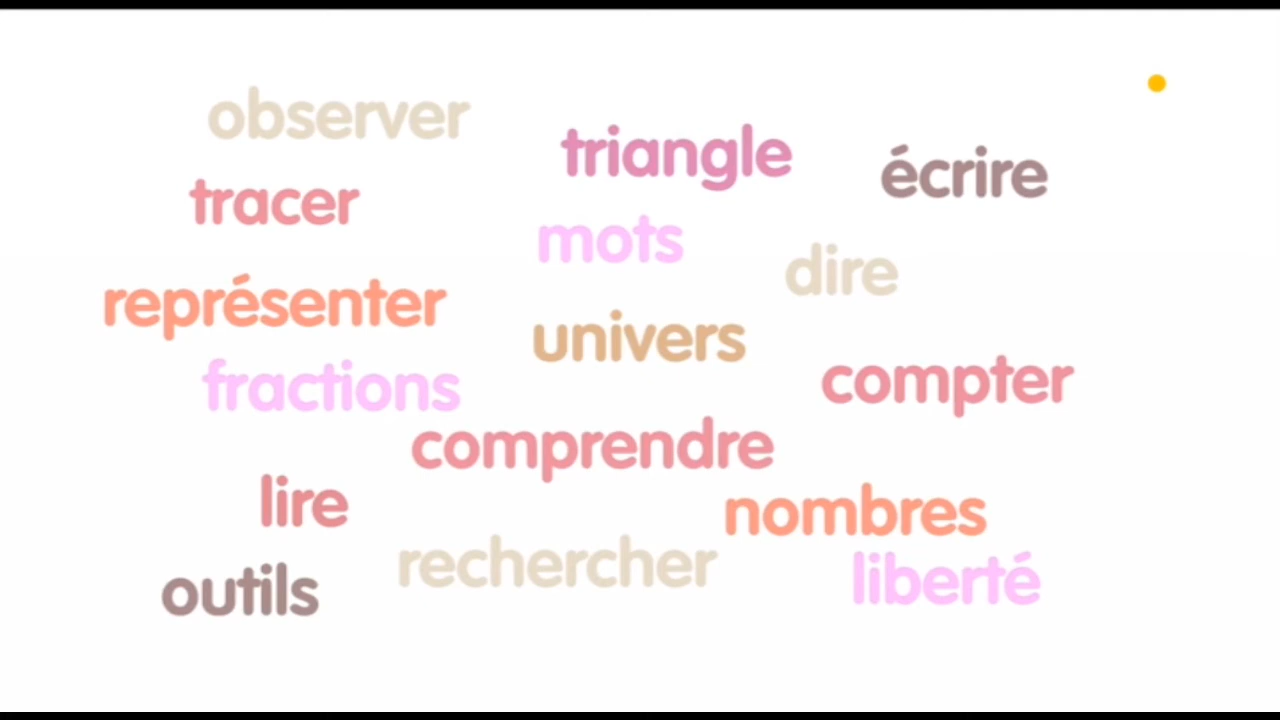 observer
triangle
écrire
tracer
mots
dire
représenter
univers
fractions
compter
comprendre
lire
nombres
rechercher
liberté
outils